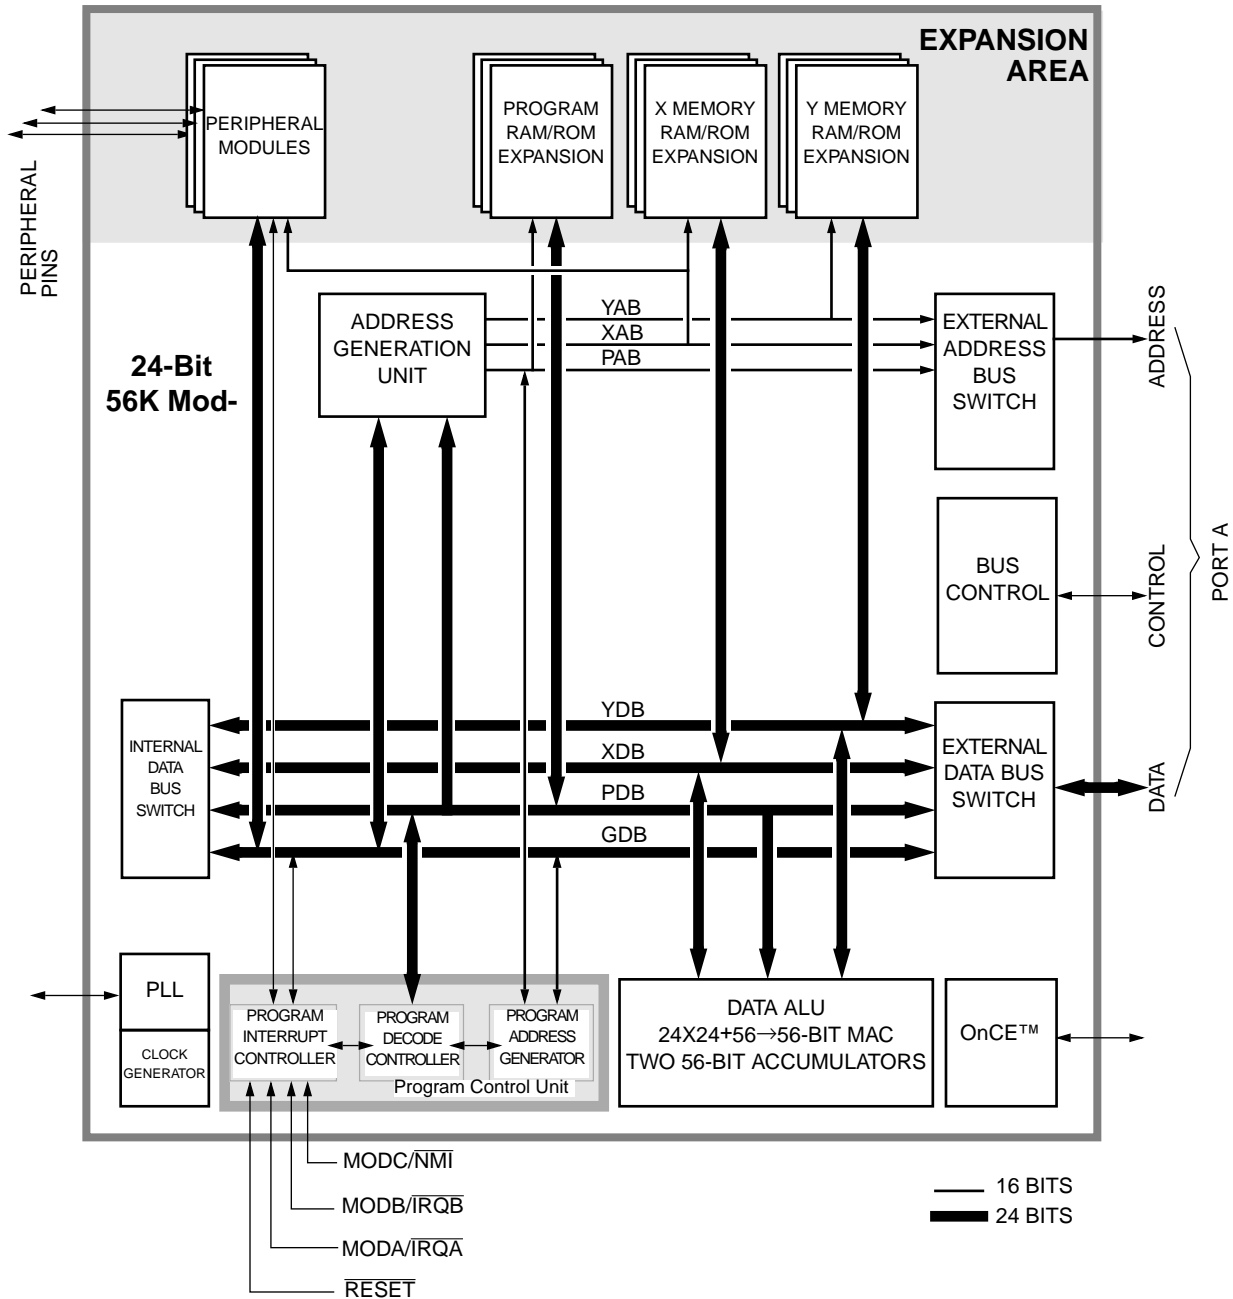 EXPANSION
AREA
PERIPHERAL
MODULES
PROGRAM
RAM/ROM
EXPANSION
X MEMORY
RAM/ROM
EXPANSION
Y MEMORY
RAM/ROM
EXPANSION
PERIPHERAL
PINS
24-Bit
56K Mod-
ADDRESS
GENERATION
UNIT
YAB
XAB
PAB
EXTERNAL
ADDRESS
BUS
SWITCH
ADDRESS
BUS
CONTROL
CONTROL
PORT A
INTERNAL
DATA
BUS
SWITCH
YDB
XDB
PDB
GDB
EXTERNAL
DATA BUS
SWITCH
DATA
PLL
CLOCK
GENERATOR
PROGRAM
INTERRUPT
CONTROLLER
PROGRAM
DECODE
CONTROLLER
PROGRAM
ADDRESS
GENERATOR
Program Control Unit
DATA ALU
24X24+56→56-BIT MAC
TWO 56-BIT ACCUMULATORS
OnCE™
MODC/NMI
MODB/IRQB
MODA/IRQA
RESET
16 BITS
24 BITS